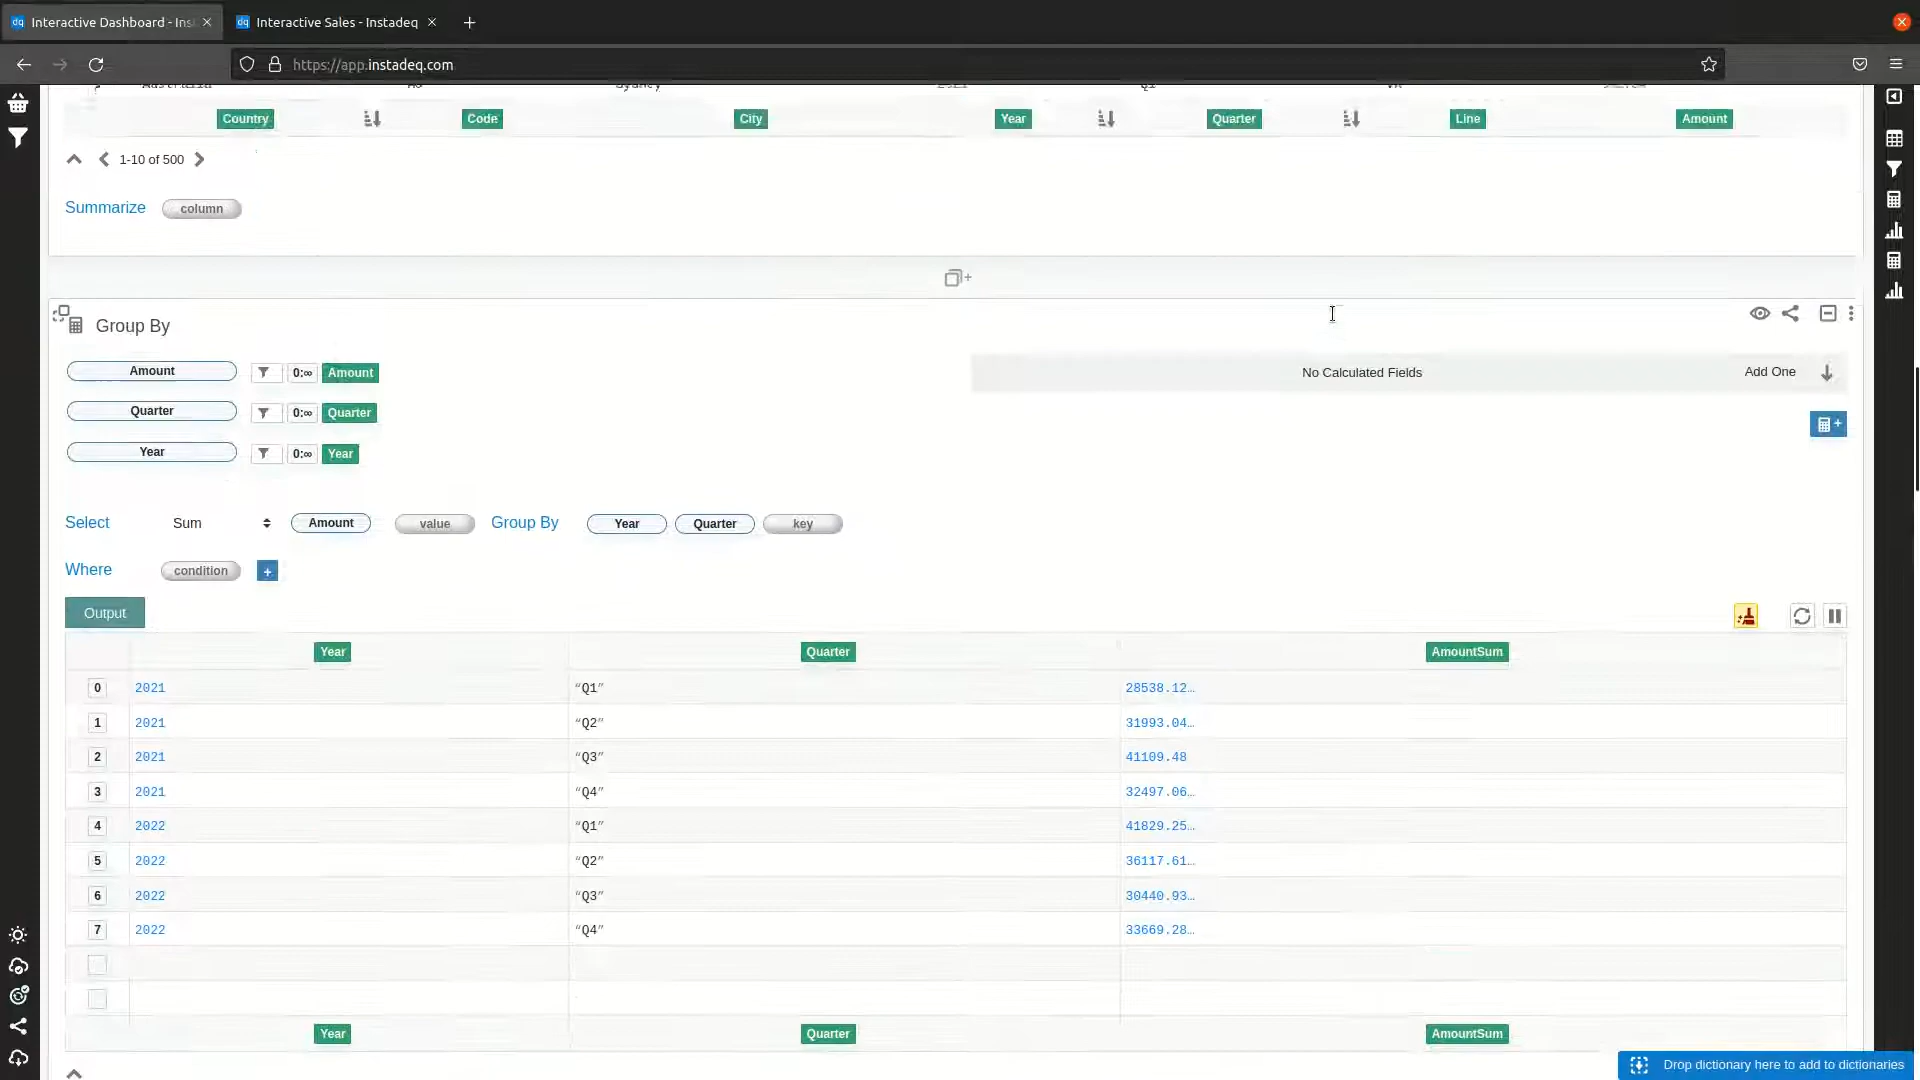 Interactive Dashboard - Ins
Interactive Sales - Instadeq
https://app.instadeq.com
Country Code City Year Quarter Line Amount
1-10 of 500
Summarize column
Group By
Amount 0:∞ Amount
No Calculated Fields Add One
Quarter 0:∞ Quarter
Year 0:∞ Year
Select Sum Amount value Group By Year Quarter key
Where condition +
Output
Year Quarter AmountSum
0 2021 “Q1” 28538.12…
1 2021 “Q2” 31993.04…
2 2021 “Q3” 41109.48
3 2021 “Q4” 32497.06…
4 2022 “Q1” 41829.25…
5 2022 “Q2” 36117.61…
6 2022 “Q3” 30440.93…
7 2022 “Q4” 33669.28…
Year Quarter AmountSum
Drop dictionary here to add to dictionaries